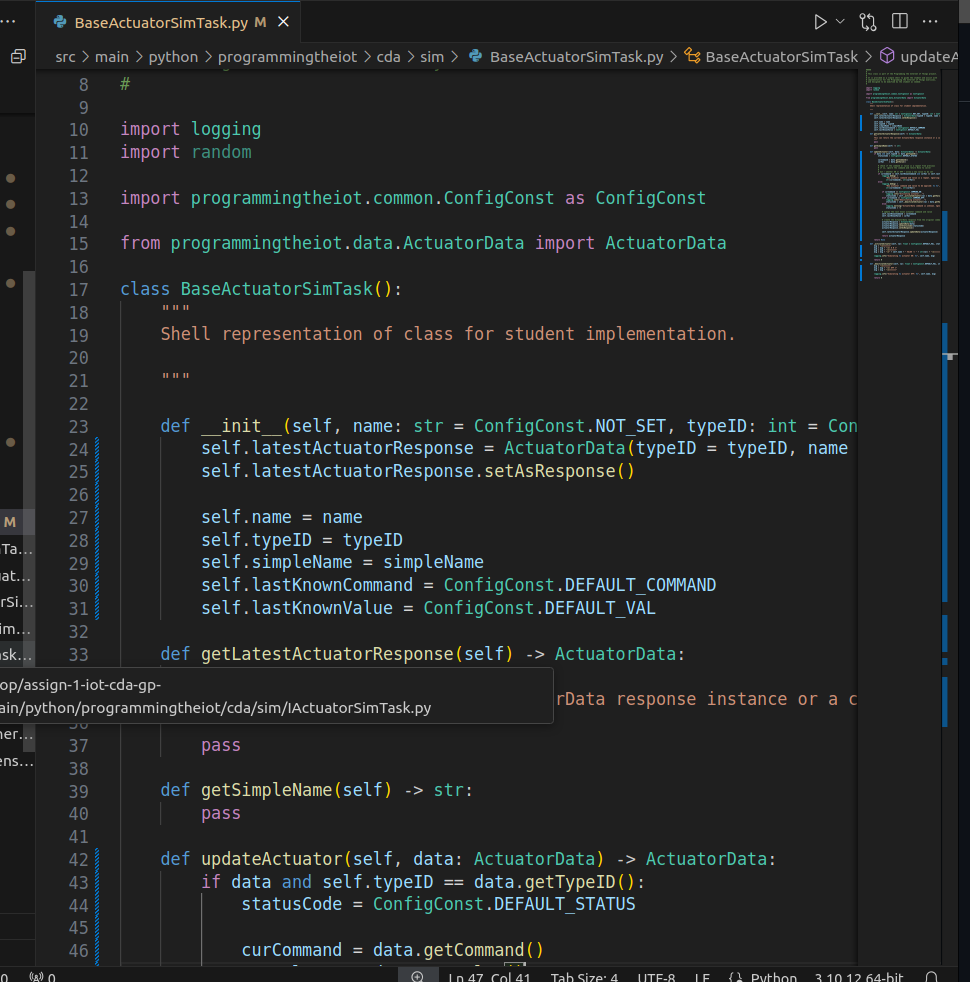 BaseActuatorSimTask.py M
src > main > python > programmingtheiot > cda > sim > BaseActuatorSimTask.py > BaseActuatorSimTask > updateA
8 #
9
10 import logging
11 import random
12
13 import programmingtheiot.common.ConfigConst as ConfigConst
14
15 from programmingtheiot.data.ActuatorData import ActuatorData
16
17 class BaseActuatorSimTask():
18 """
19 Shell representation of class for student implementation.
20
21 """
22
23 def __init__(self, name: str = ConfigConst.NOT_SET, typeID: int = Con
24 self.latestActuatorResponse = ActuatorData(typeID = typeID, name
25 self.latestActuatorResponse.setAsResponse()
26
27 self.name = name
28 self.typeID = typeID
29 self.simpleName = simpleName
30 self.lastKnownCommand = ConfigConst.DEFAULT_COMMAND
31 self.lastKnownValue = ConfigConst.DEFAULT_VAL
32
33 def getLatestActuatorResponse(self) -> ActuatorData:
op/assign-1-iot-cda-gp-
ain/python/programmingtheiot/cda/sim/IActuatorSimTask.py
rData response instance or a c
37 pass
38
39 def getSimpleName(self) -> str:
40 pass
41
42 def updateActuator(self, data: ActuatorData) -> ActuatorData:
43 if data and self.typeID == data.getTypeID():
44 statusCode = ConfigConst.DEFAULT_STATUS
45
46 curCommand = data.getCommand()
M
Ta...
uat...
rSi...
im...
ask...
ner...
ens...
0 0 Ln 47, Col 41 Tab Size: 4 UTF-8 LF {} Python 3.10.12 64-bit